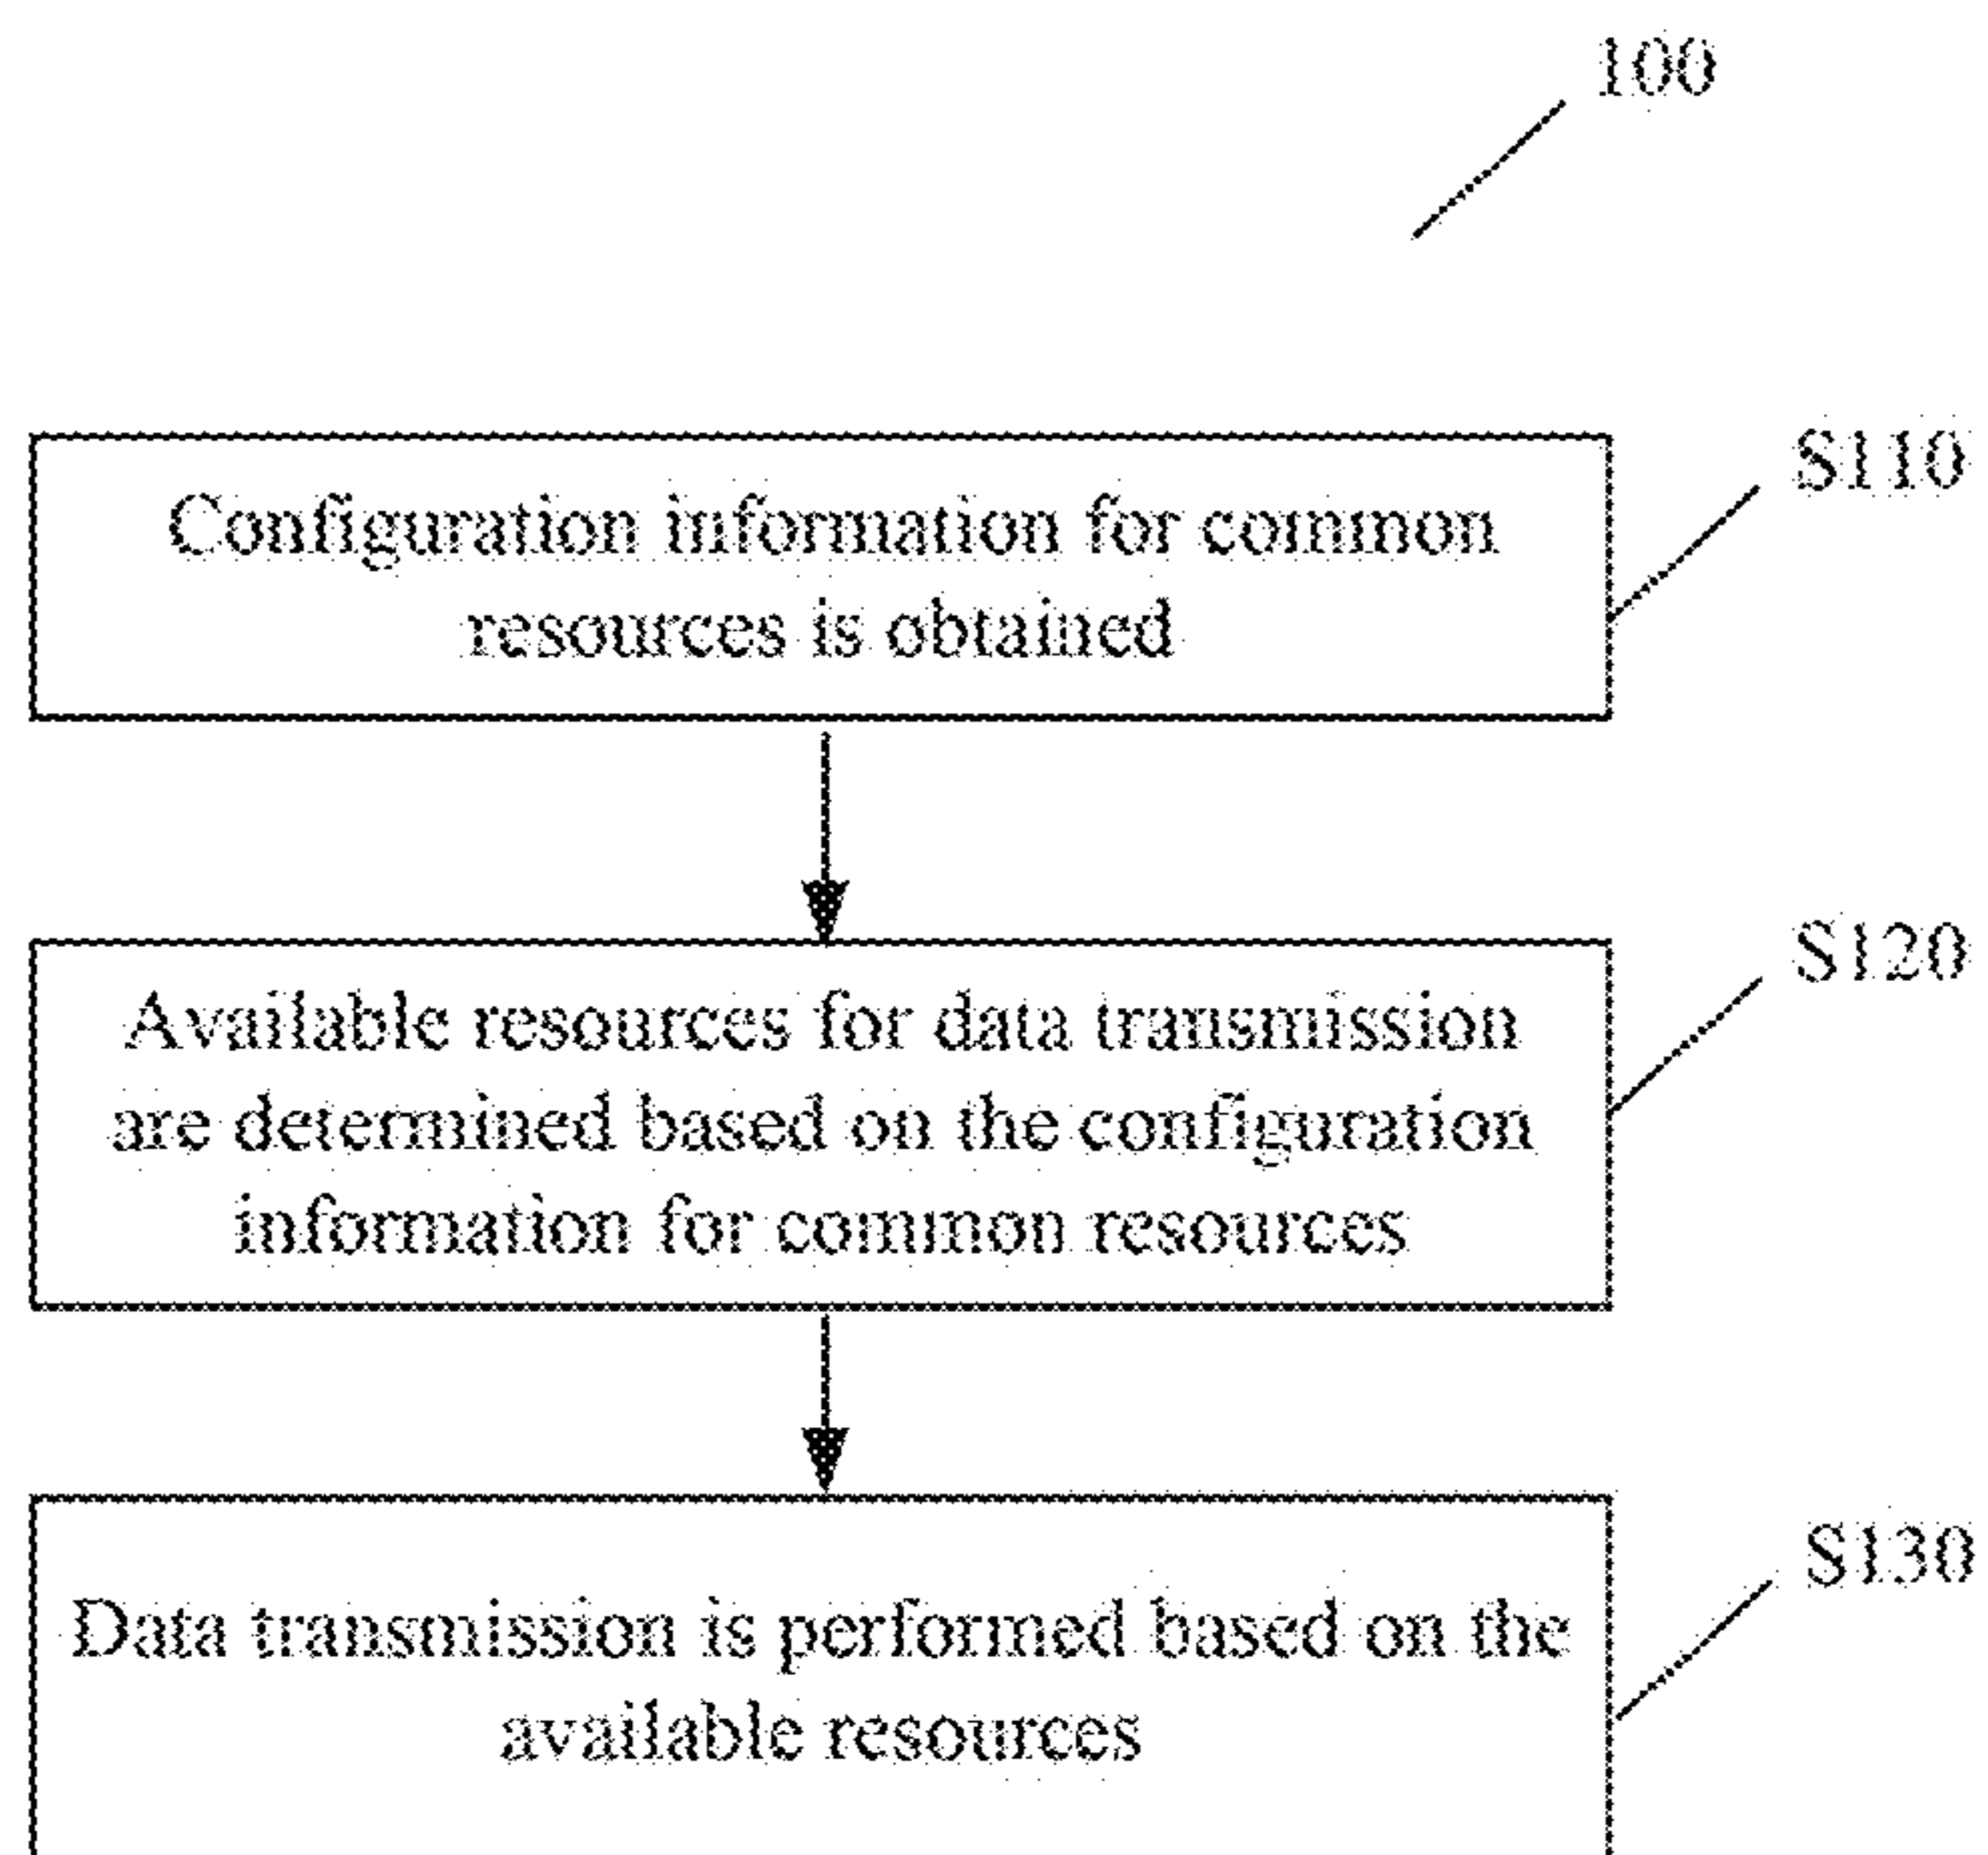 100
S110
Configuration information for common
resources is obtained
S120
Available resources for data transmission
are determined based on the configuration
information for common resources
S130
Data transmission is performed based on the
available resources